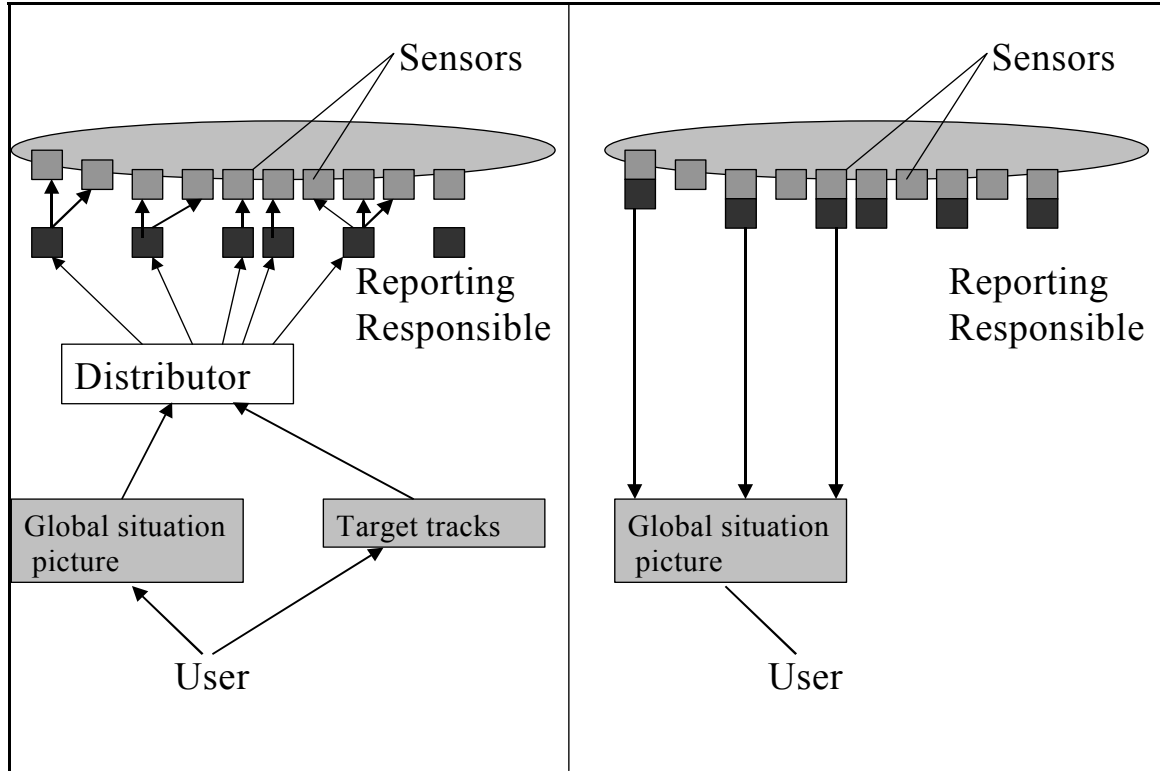 Sensors
Reporting
Responsible
Distributor
Global situation
picture
Target tracks
User
Sensors
Reporting
Responsible
Global situation
picture
User